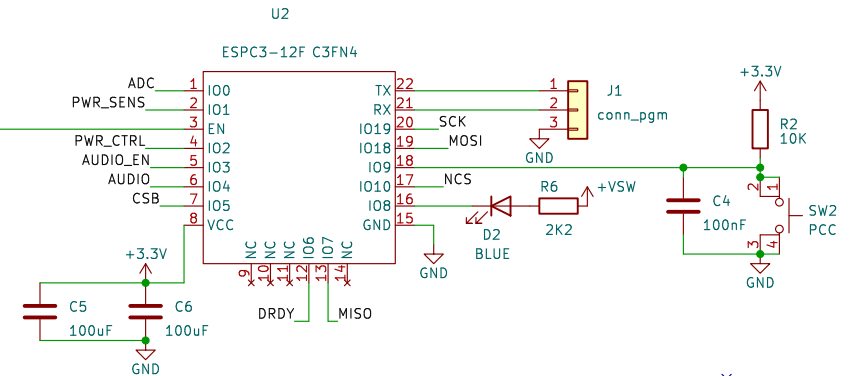 U2
ESPC3-12F C3FN4
ADC 1 IO0
PWR_SENS 2 IO1
3 EN
PWR_CTRL 4 IO2
AUDIO_EN 5 IO3
AUDIO 6 IO4
CSB 7 IO5
8 VCC
TX 22
RX 21
IO19 20 SCK
IO18 19 MOSI
IO9 18
IO10 17 NCS
IO8 16
GND 15
NC 9
NC 10
NC 11
IO6 12 DRDY
IO7 13 MISO
NC 14
1 J1
2 conn_pgm
3
GND
+3.3V
R2
10K
R6
+VSW
2K2
D2
BLUE
GND
C4
100nF
2 1
SW2
PCC
3 4
GND
+3.3V
C5
100uF
C6
100uF
GND